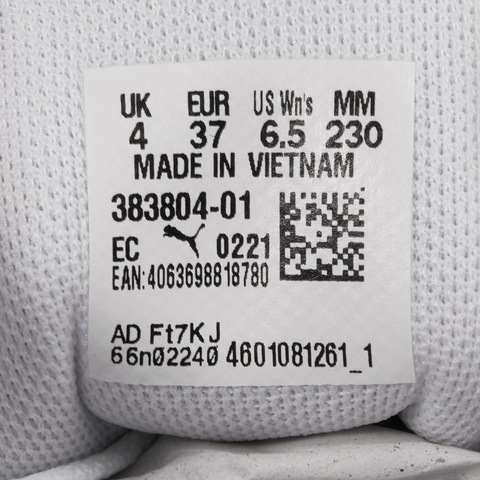 UK EUR US Wn's MM
4 37 6.5 230
MADE IN VIETNAM
383804-01
EC 0221
EAN:4063698818780
AD Ft7KJ
66n02240 4601081261_1